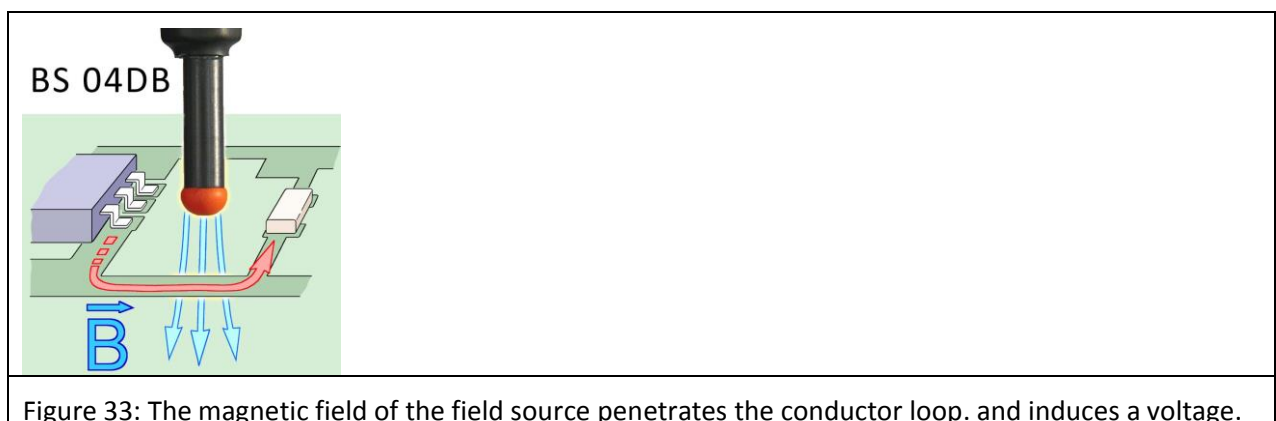 BS 04DB
B
Figure 33: The magnetic field of the field source penetrates the conductor loop. and induces a voltage.